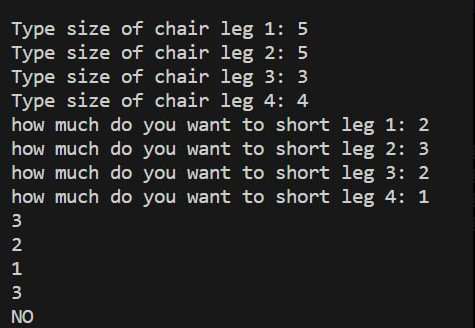 Type size of chair leg 1: 5
Type size of chair leg 2: 5
Type size of chair leg 3: 3
Type size of chair leg 4: 4
how much do you want to short leg 1: 2
how much do you want to short leg 2: 3
how much do you want to short leg 3: 2
how much do you want to short leg 4: 1
3
2
1
3
NO